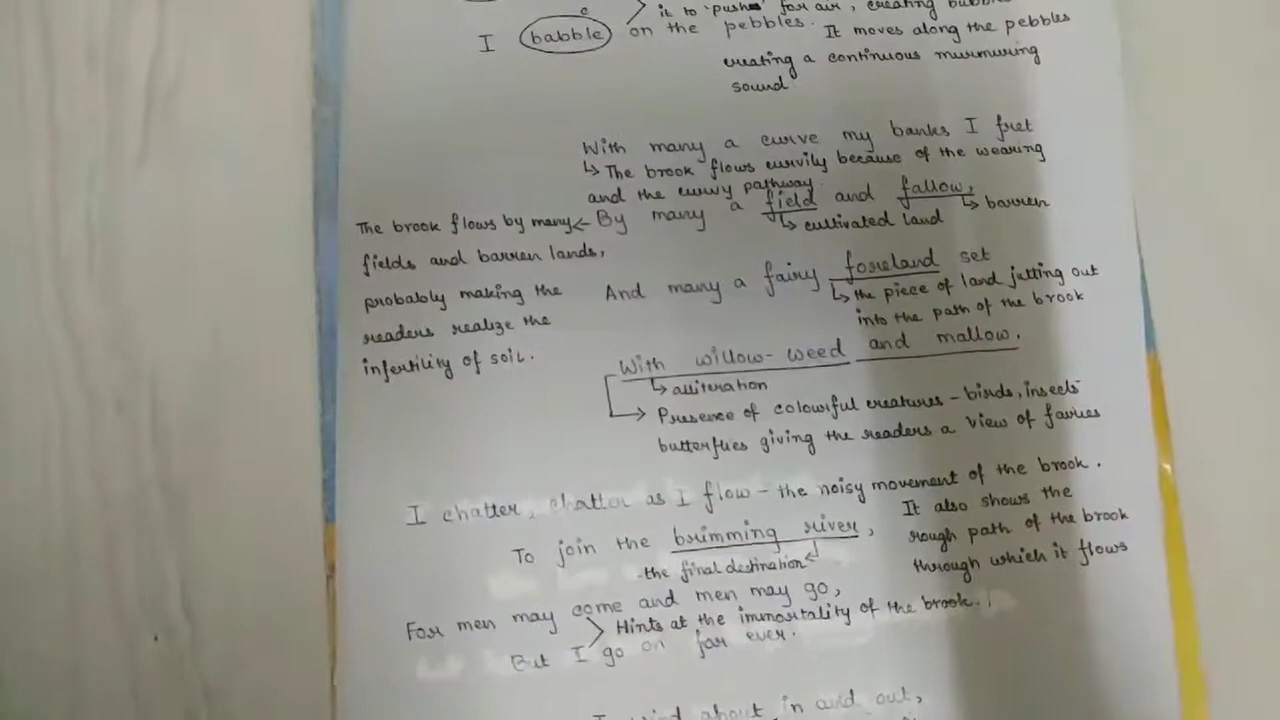 it to 'push' for air, creating
I babble on the pebbles. It moves along the pebbles
creating a continuous murmuring
sound
With many a curve my banks I fret
↳ The brook flows curvily because of the wearing
and the curvy pathway.
The brook flows by many ← By many a field and fallow, ↳ barren
↳ cultivated land
fields and barren lands,
probably making the
readers realize the
infertility of soil.
And many a fairy foreland set
↳ the piece of land jutting out
into the path of the brook
With willow-weed and mallow.
↳ alliteration
→ Presence of colourful creatures - birds, insects
butterflies giving the readers a view of fairies
I chatter, chatter as I flow - the noisy movement of the brook.
It also shows the
rough path of the brook
through which it flows
To join the brimming river,
the final destination
For men may come and men may go,
> Hints at the immortality of the brook.
But I go on for ever.
about in and out,